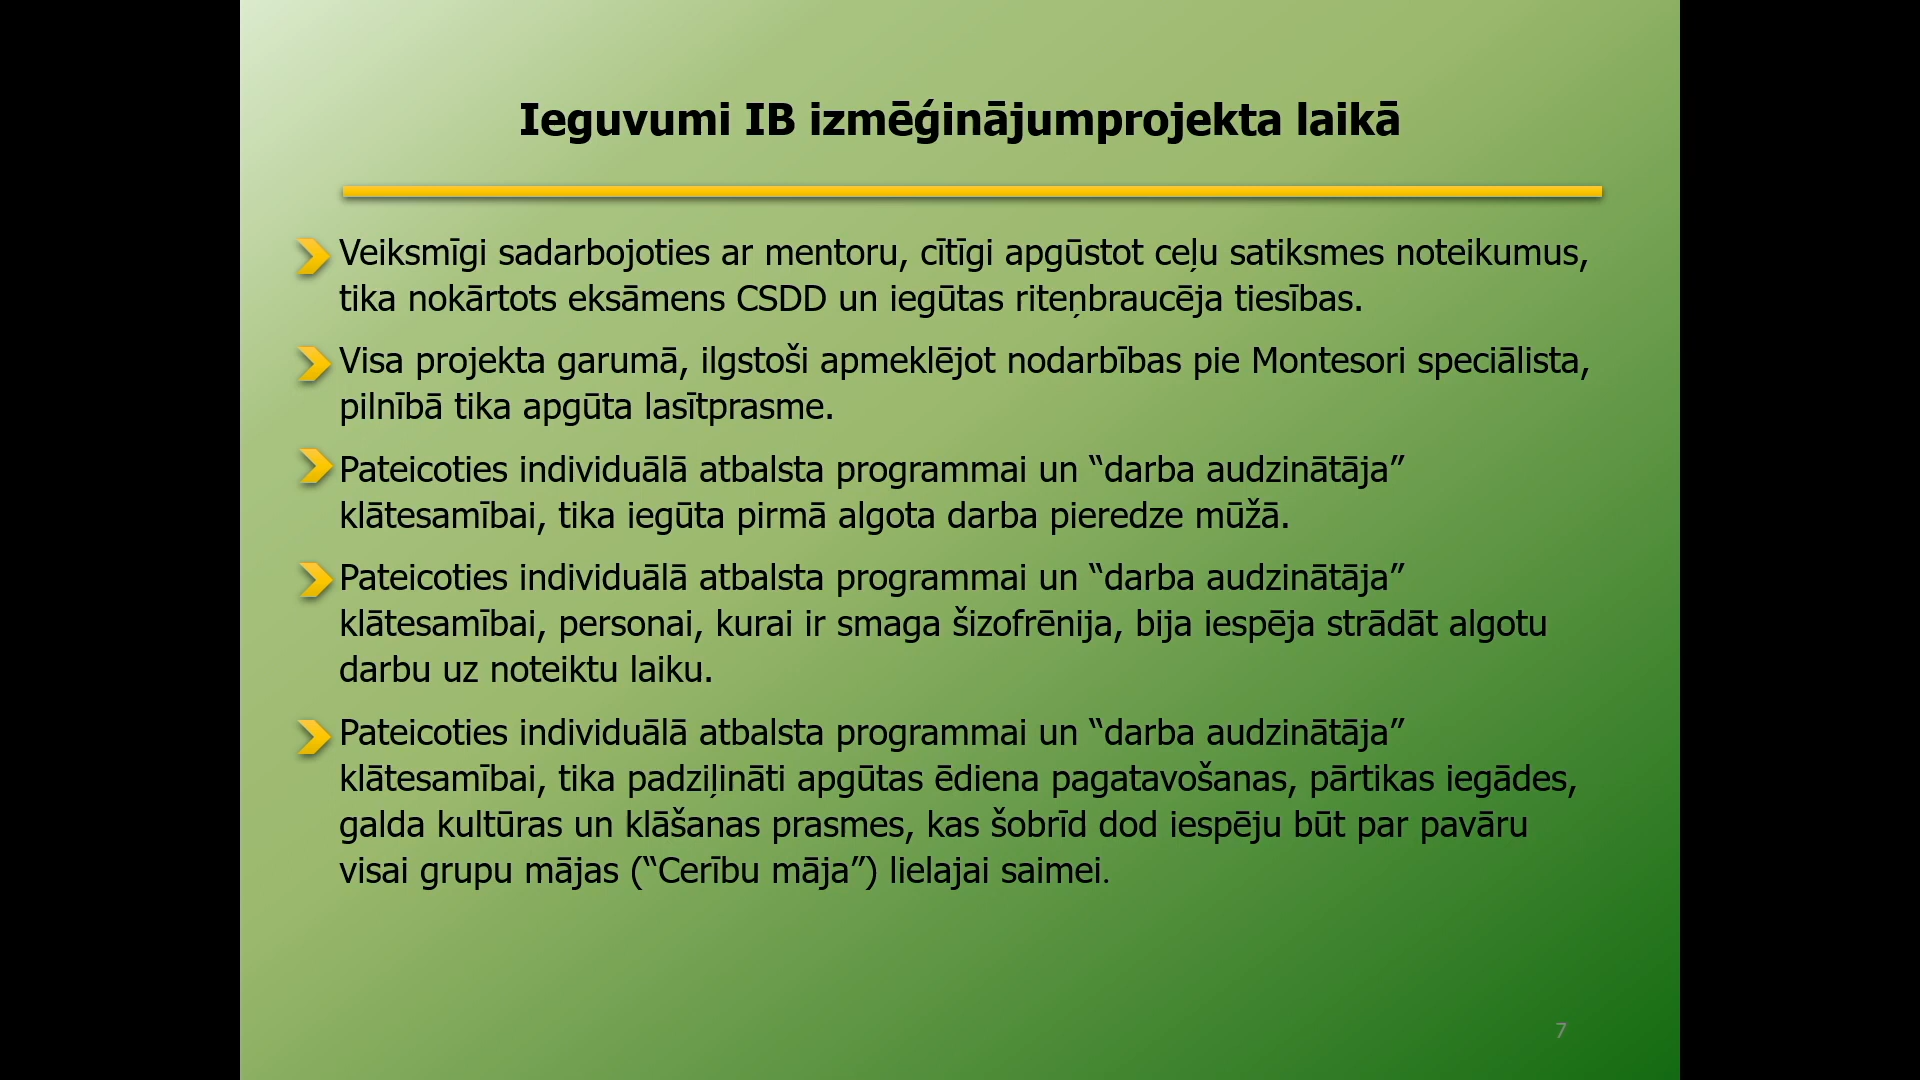 Ieguvumi IB izmēģinājumprojekta laikā
Veiksmīgi sadarbojoties ar mentoru, cītīgi apgūstot ceļu satiksmes noteikumus,
tika nokārtots eksāmens CSDD un iegūtas riteņbraucēja tiesības.
Visa projekta garumā, ilgstoši apmeklējot nodarbības pie Montesori speciālista,
pilnībā tika apgūta lasītprasme.
Pateicoties individuālā atbalsta programmai un “darba audzinātāja”
klātesamībai, tika iegūta pirmā algota darba pieredze mūžā.
Pateicoties individuālā atbalsta programmai un “darba audzinātāja”
klātesamībai, personai, kurai ir smaga šizofrēnija, bija iespēja strādāt algotu
darbu uz noteiktu laiku.
Pateicoties individuālā atbalsta programmai un “darba audzinātāja”
klātesamībai, tika padziļināti apgūtas ēdiena pagatavošanas, pārtikas iegādes,
galda kultūras un klāšanas prasmes, kas šobrīd dod iespēju būt par pavāru
visai grupu mājas (“Cerību māja”) lielajai saimei.
7